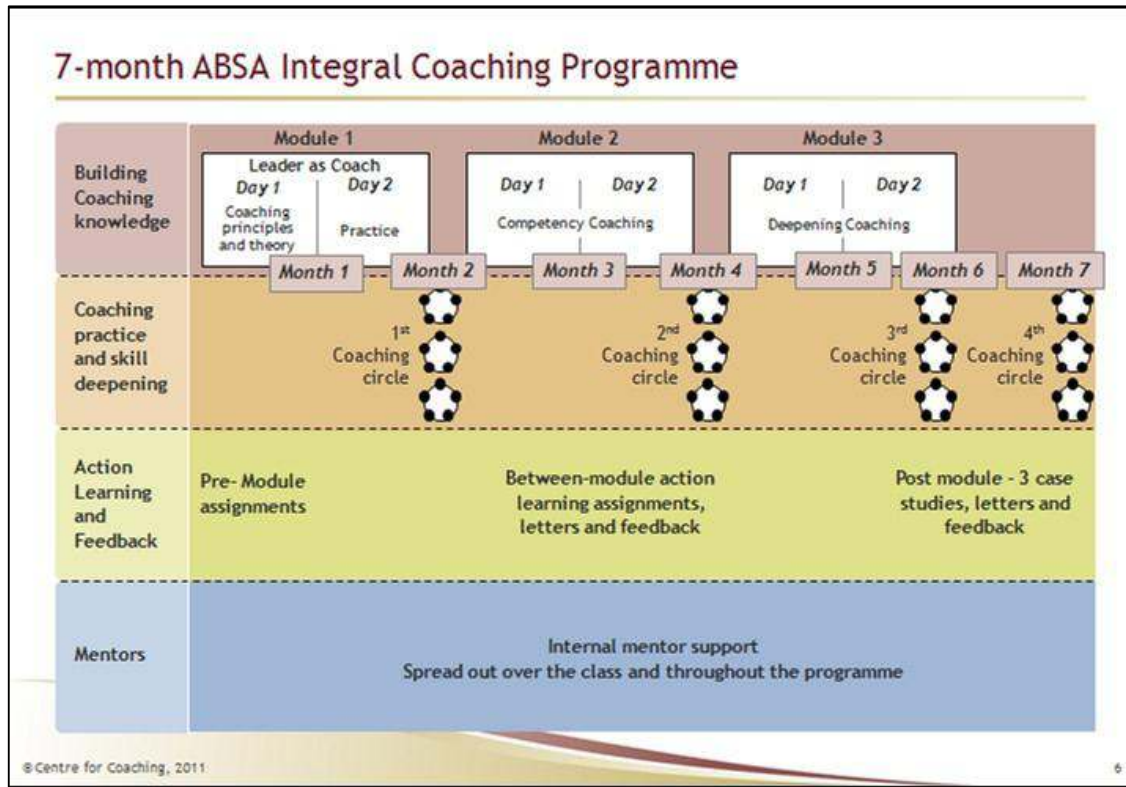 7-month ABSA Integral Coaching Programme
Building
Coaching
knowledge
Module 1
Leader as Coach
Day 1
Coaching
principles
and theory
Day 2
Practice
Module 2
Day 1
Day 2
Competency Coaching
Module 3
Day 1
Day 2
Deepening Coaching
Month 1
Month 2
Month 3
Month 4
Month 5
Month 6
Month 7
Coaching
practice
and skill
deepening
1st
Coaching
circle
2nd
Coaching
circle
3rd
Coaching
circle
4th
Coaching
circle
Action
Learning
and
Feedback
Pre- Module
assignments
Between-module action
learning assignments,
letters and feedback
Post module - 3 case
studies, letters and
feedback
Mentors
Internal mentor support
Spread out over the class and throughout the programme
©Centre for Coaching, 2011
6